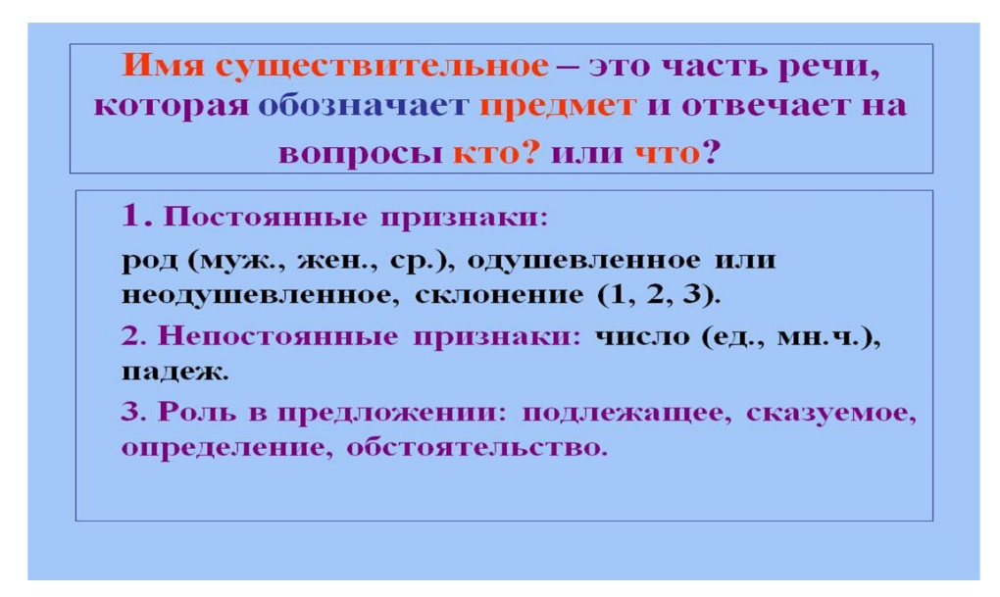 Имя существительное – это часть речи,
которая обозначает предмет и отвечает на
вопросы кто? или что?
1. Постоянные признаки:
род (муж., жен., ср.), одушевленное или
неодушевленное, склонение (1, 2, 3).
2. Непостоянные признаки: число (ед., мн.ч.),
падеж.
3. Роль в предложении: подлежащее, сказуемое,
определение, обстоятельство.